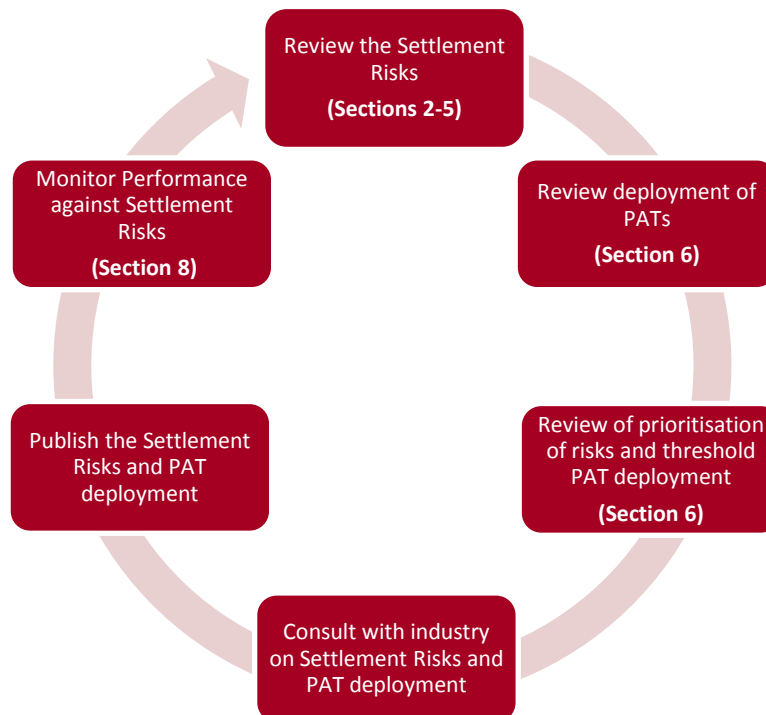 Review the Settlement
Risks
(Sections 2-5)
Review deployment of
PATs
(Section 6)
Review of prioritisation
of risks and threshold
PAT deployment
(Section 6)
Consult with industry
on Settlement Risks and
PAT deployment
Publish the Settlement
Risks and PAT
deployment
Monitor Performance
against Settlement
Risks
(Section 8)